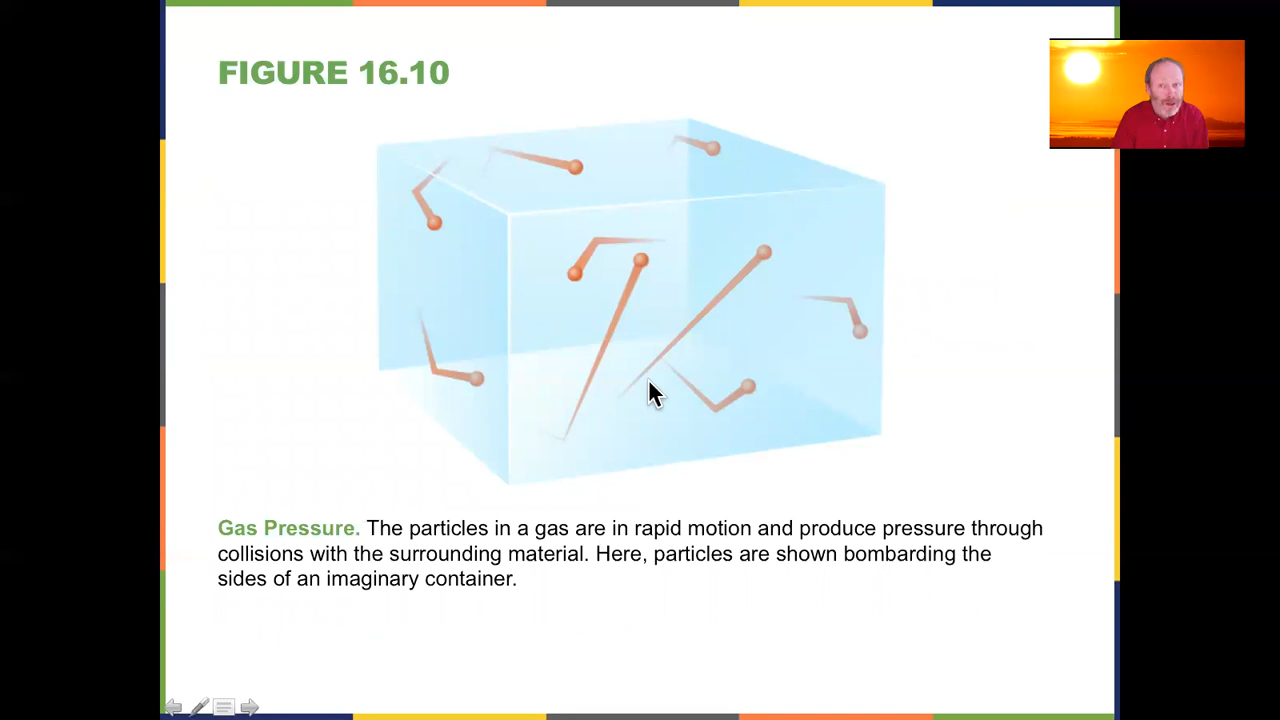 FIGURE 16.10
Gas Pressure. The particles in a gas are in rapid motion and produce pressure through
collisions with the surrounding material. Here, particles are shown bombarding the
sides of an imaginary container.